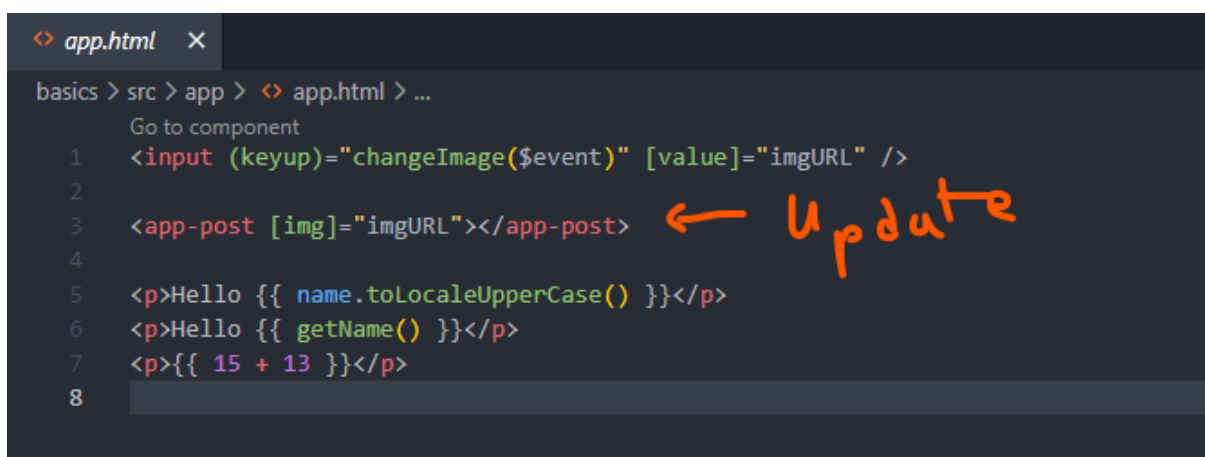 <> app.html ×
basics > src > app > <> app.html > ...
Go to component
1 <input (keyup)="changeImage($event)" [value]="imgURL" />
2
3 <app-post [img]="imgURL"></app-post> ← Update
4
5 <p>Hello {{ name.toLocaleUpperCase() }}</p>
6 <p>Hello {{ getName() }}</p>
7 <p>{{ 15 + 13 }}</p>
8